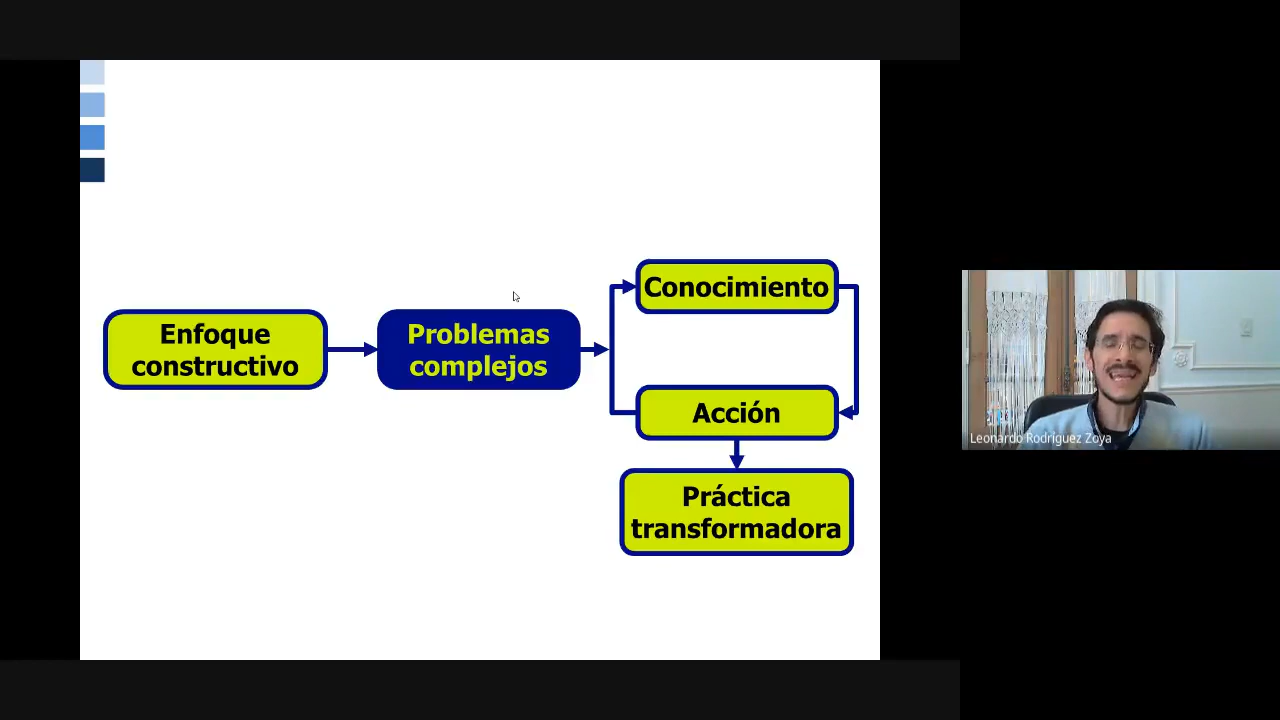 Enfoque
constructivo
Problemas
complejos
Conocimiento
Acción
Práctica
transformadora
Leonardo Rodríguez Zoya